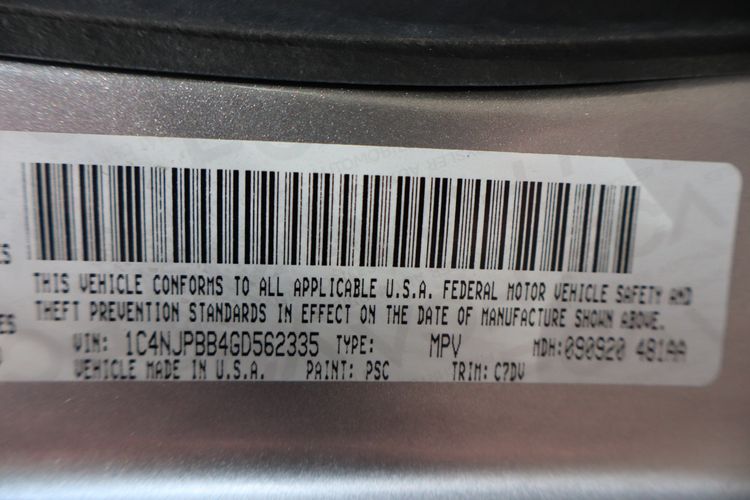 THIS VEHICLE CONFORMS TO ALL APPLICABLE U.S.A. FEDERAL MOTOR VEHICLE SAFETY AND
THEFT PREVENTION STANDARDS IN EFFECT ON THE DATE OF MANUFACTURE SHOWN ABOVE.
VIN: 1C4NJPBB4GD562335 TYPE: MPV MDH:090920 481AA
VEHICLE MADE IN U.S.A. PAINT: PSC TRIM: C7DV